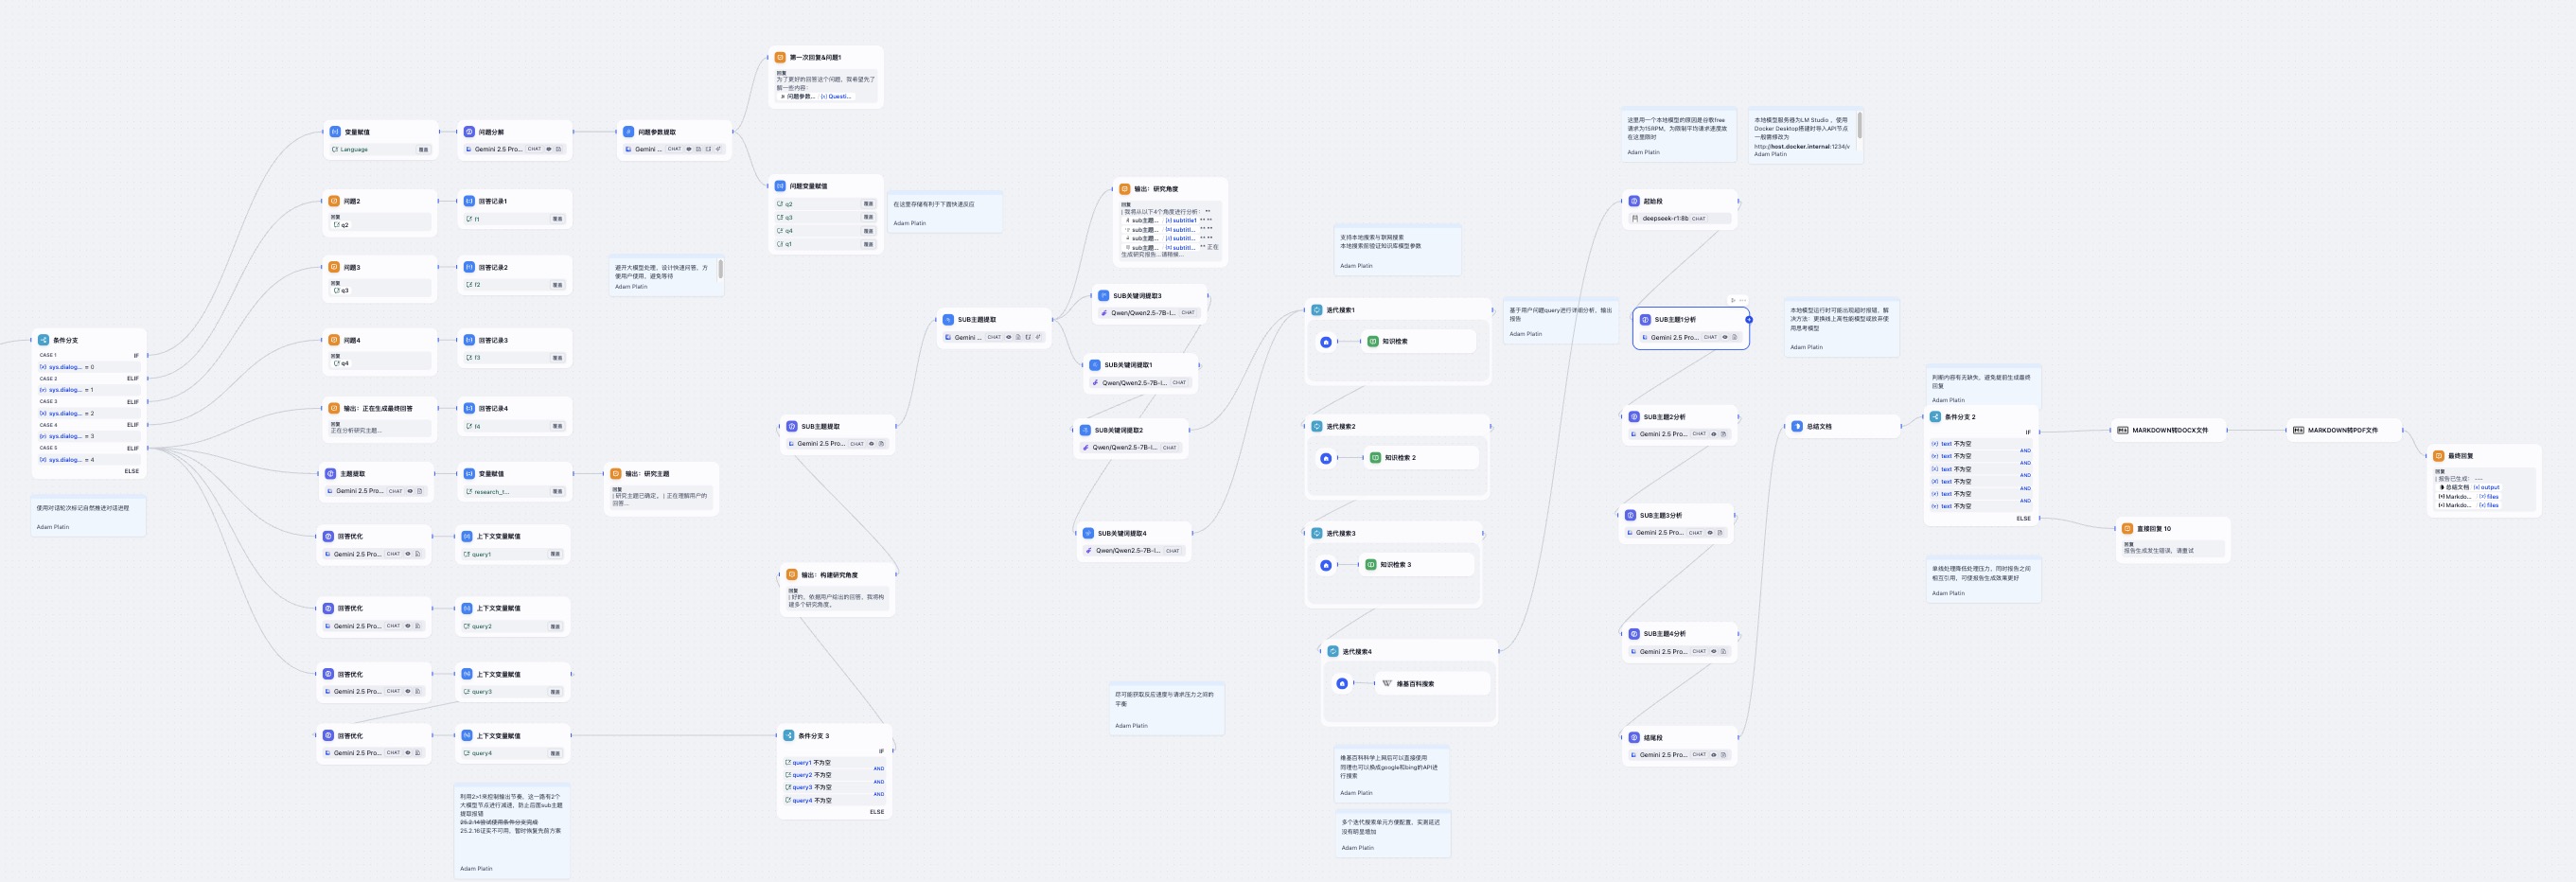 第一次回复&问题1
回复
为了更好的回答这个问题，我希望先了
解一些内容：
问题参数... {x} Questi...
变量赋值
Language 覆盖
问题分解
Gemini 2.5 Pro... CHAT
问题参数提取
Gemini ... CHAT
问题变量赋值
q2 覆盖
q3 覆盖
q4 覆盖
q1 覆盖
在这里存储有利于下面快速反应
Adam Platin
问题2
回复
q2
回答记录1
f1 覆盖
问题3
回复
q3
回答记录2
f2 覆盖
避开大模型处理，设计快速问答，方
便用户使用，避免等待
Adam Platin
条件分支
CASE 1 IF
{x} sys.dialog... = 0
CASE 2 ELIF
{x} sys.dialog... = 1
CASE 3 ELIF
{x} sys.dialog... = 2
CASE 4 ELIF
{x} sys.dialog... = 3
CASE 5 ELIF
{x} sys.dialog... = 4
ELSE
使用对话轮次标记自然推进对话进程
Adam Platin
问题4
回复
q4
回答记录3
f3 覆盖
输出：正在生成最终回答
回复
正在分析研究主题...
回答记录4
f4 覆盖
主题提取
Gemini 2.5 Pro... CHAT
变量赋值
research_t... 覆盖
输出：研究主题
回复
| 研究主题已确定。 | 正在理解用户的
回答...
回答优化
Gemini 2.5 Pro... CHAT
上下文变量赋值
query1 覆盖
回答优化
Gemini 2.5 Pro... CHAT
上下文变量赋值
query2 覆盖
回答优化
Gemini 2.5 Pro... CHAT
上下文变量赋值
query3 覆盖
回答优化
Gemini 2.5 Pro... CHAT
上下文变量赋值
query4 覆盖
利用2>1来控制输出节奏，这一路有2个
大模型节点进行减速，防止后面sub主题
提取报错
25.2.14尝试使用条件分支完成
25.2.16证实不可用，暂时恢复先前方案
Adam Platin
条件分支 3
IF
query1 不为空
AND
query2 不为空
AND
query3 不为空
AND
query4 不为空
ELSE
输出：构建研究角度
回复
| 好的，依据用户给出的回答，我将构
建多个研究角度。
SUB主题提取
Gemini 2.5 Pro... CHAT
SUB主题提取
Gemini ... CHAT
输出：研究角度
回复
| 我将从以下4个角度进行分析： **
sub主题... {x} subtitle1 ** **
sub主题... {x} subtitl... ** **
sub主题... {x} subtitl... ** **
sub主题... {x} subtitl... ** 正在
生成研究报告...请稍候...
SUB关键词提取3
Qwen/Qwen2.5-7B-I... CHAT
SUB关键词提取1
Qwen/Qwen2.5-7B-I... CHAT
SUB关键词提取2
Qwen/Qwen2.5-7B-I... CHAT
SUB关键词提取4
Qwen/Qwen2.5-7B-I... CHAT
尽可能获取反应速度与请求压力之间的
平衡
Adam Platin
支持本地搜索与联网搜索
本地搜索前验证知识库模型参数
Adam Platin
迭代搜索1
知识检索
迭代搜索2
知识检索 2
迭代搜索3
知识检索 3
迭代搜索4
维基百科搜索
维基百科科学上网后可以直接使用
同理也可以换成google和bing的API进
行搜索
Adam Platin
多个迭代搜索单元方便配置，实测延迟
没有明显增加
Adam Platin
基于用户问题query进行详细分析，输出
报告
Adam Platin
这里用一个本地模型的原因是谷歌free
请求为15RPM，为限制平均请求速度放
在这里限时
Adam Platin
本地模型服务器为LM Studio ，使用
Docker Desktop搭建时导入API节点
一般需修改为
http://host.docker.internal:1234/v
Adam Platin
起始段
deepseek-r1:8b CHAT
SUB主题1分析
Gemini 2.5 Pro... CHAT
本地模型运行时可能出现超时报错，解
决方法：更换线上高性能模型或放弃使
用思考模型
Adam Platin
SUB主题2分析
Gemini 2.5 Pro... CHAT
SUB主题3分析
Gemini 2.5 Pro... CHAT
SUB主题4分析
Gemini 2.5 Pro... CHAT
结尾段
Gemini 2.5 Pro... CHAT
总结文档
判断内容有无缺失，避免提前生成最终
回复
Adam Platin
条件分支 2
IF
{x} text 不为空
AND
{x} text 不为空
AND
{x} text 不为空
AND
{x} text 不为空
AND
{x} text 不为空
AND
{x} text 不为空
ELSE
单线处理降低处理压力，同时报告之间
相互引用，可使报告生成效果更好
Adam Platin
MARKDOWN转DOCX文件
MARKDOWN转PDF文件
最终回复
回复
| 报告已生成： ---
总结文档 {x} output
Markdo... {x} files
Markdo... {x} files
直接回复 10
回复
报告生成发生错误，请重试